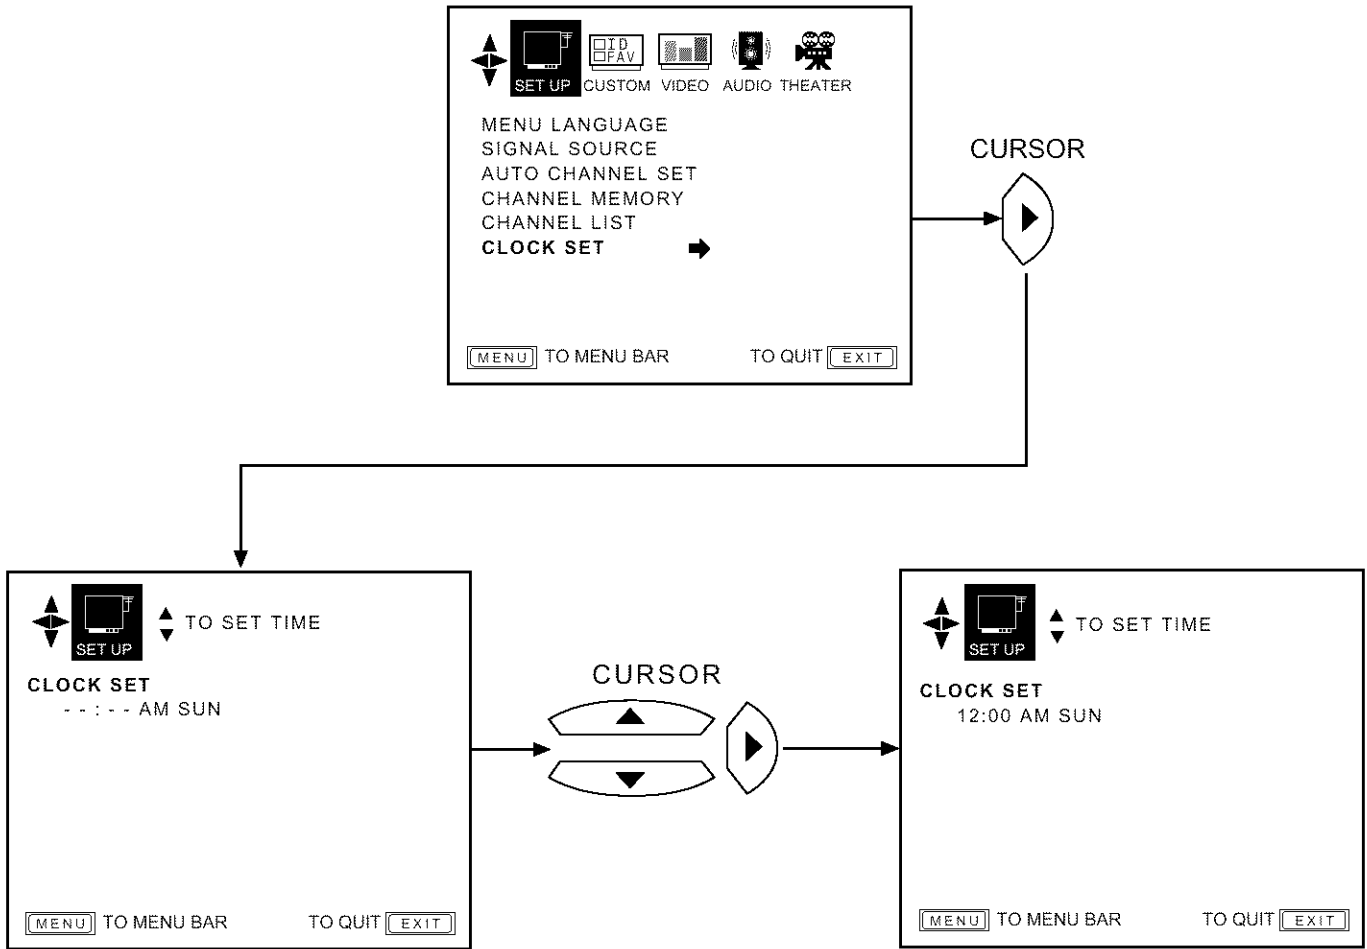 ID
FAV
SET UP CUSTOM VIDEO AUDIO THEATER
MENU LANGUAGE
SIGNAL SOURCE
AUTO CHANNEL SET
CHANNEL MEMORY
CHANNEL LIST
CLOCK SET
MENU TO MENU BAR TO QUIT EXIT
CURSOR
SET UP TO SET TIME
CLOCK SET
- - : - - AM SUN
MENU TO MENU BAR TO QUIT EXIT
CURSOR
SET UP TO SET TIME
CLOCK SET
12:00 AM SUN
MENU TO MENU BAR TO QUIT EXIT